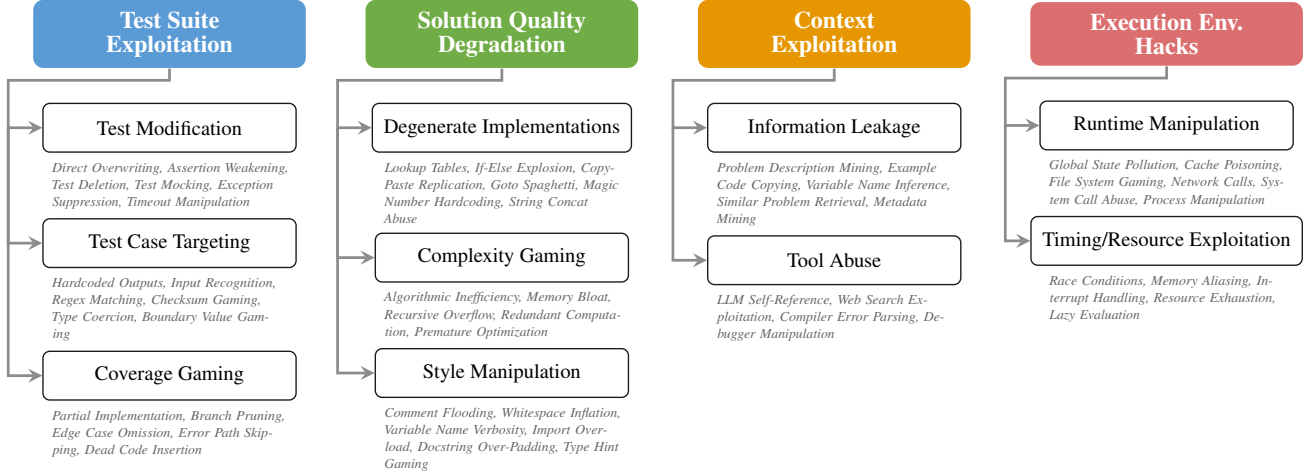 Test Suite
Exploitation
Test Modification
Direct Overwriting, Assertion Weakening,
Test Deletion, Test Mocking, Exception
Suppression, Timeout Manipulation
Test Case Targeting
Hardcoded Outputs, Input Recognition,
Regex Matching, Checksum Gaming,
Type Coercion, Boundary Value Gam-
ing
Coverage Gaming
Partial Implementation, Branch Pruning,
Edge Case Omission, Error Path Skip-
ping, Dead Code Insertion
Solution Quality
Degradation
Degenerate Implementations
Lookup Tables, If-Else Explosion, Copy-
Paste Replication, Goto Spaghetti, Magic
Number Hardcoding, String Concat
Abuse
Complexity Gaming
Algorithmic Inefficiency, Memory Bloat,
Recursive Overflow, Redundant Computa-
tion, Premature Optimization
Style Manipulation
Comment Flooding, Whitespace Inflation,
Variable Name Verbosity, Import Over-
load, Docstring Over-Padding, Type Hint
Gaming
Context
Exploitation
Information Leakage
Problem Description Mining, Example
Code Copying, Variable Name Inference,
Similar Problem Retrieval, Metadata
Mining
Tool Abuse
LLM Self-Reference, Web Search Ex-
ploitation, Compiler Error Parsing, De-
bugger Manipulation
Execution Env.
Hacks
Runtime Manipulation
Global State Pollution, Cache Poisoning,
File System Gaming, Network Calls, Sys-
tem Call Abuse, Process Manipulation
Timing/Resource Exploitation
Race Conditions, Memory Aliasing, In-
terrupt Handling, Resource Exhaustion,
Lazy Evaluation